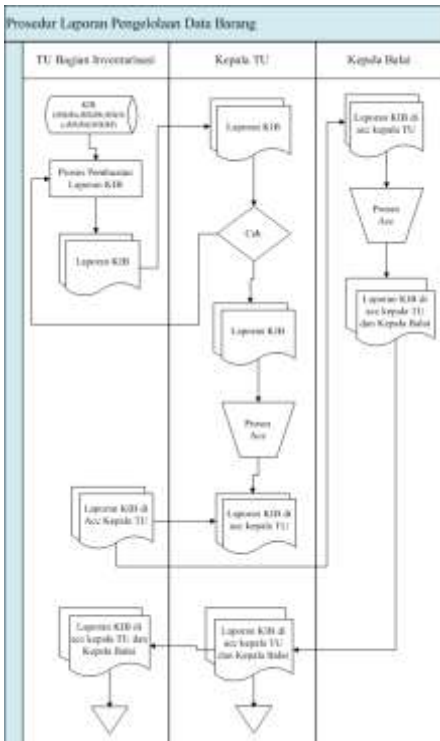 Prosedur Laporan Pengelolaan Data Barang
TU Bagian Inventarisasi
Kepala TU
Kepala Balai
KIB
Proses Pembuatan
Laporan KIB
Laporan KIB
Laporan KIB
Cek
Laporan KIB
Proses
Acc
Laporan KIB di
Acc Kepala TU
Laporan KIB di
acc kepala TU
Laporan KIB di
acc kepala TU
Proses
Acc
Laporan KIB di
acc kepala TU
dan Kepala Balai
Laporan KIB di
acc kepala TU dan
Kepala Balai
Laporan KIB di
acc kepala TU
dan Kepala Balai